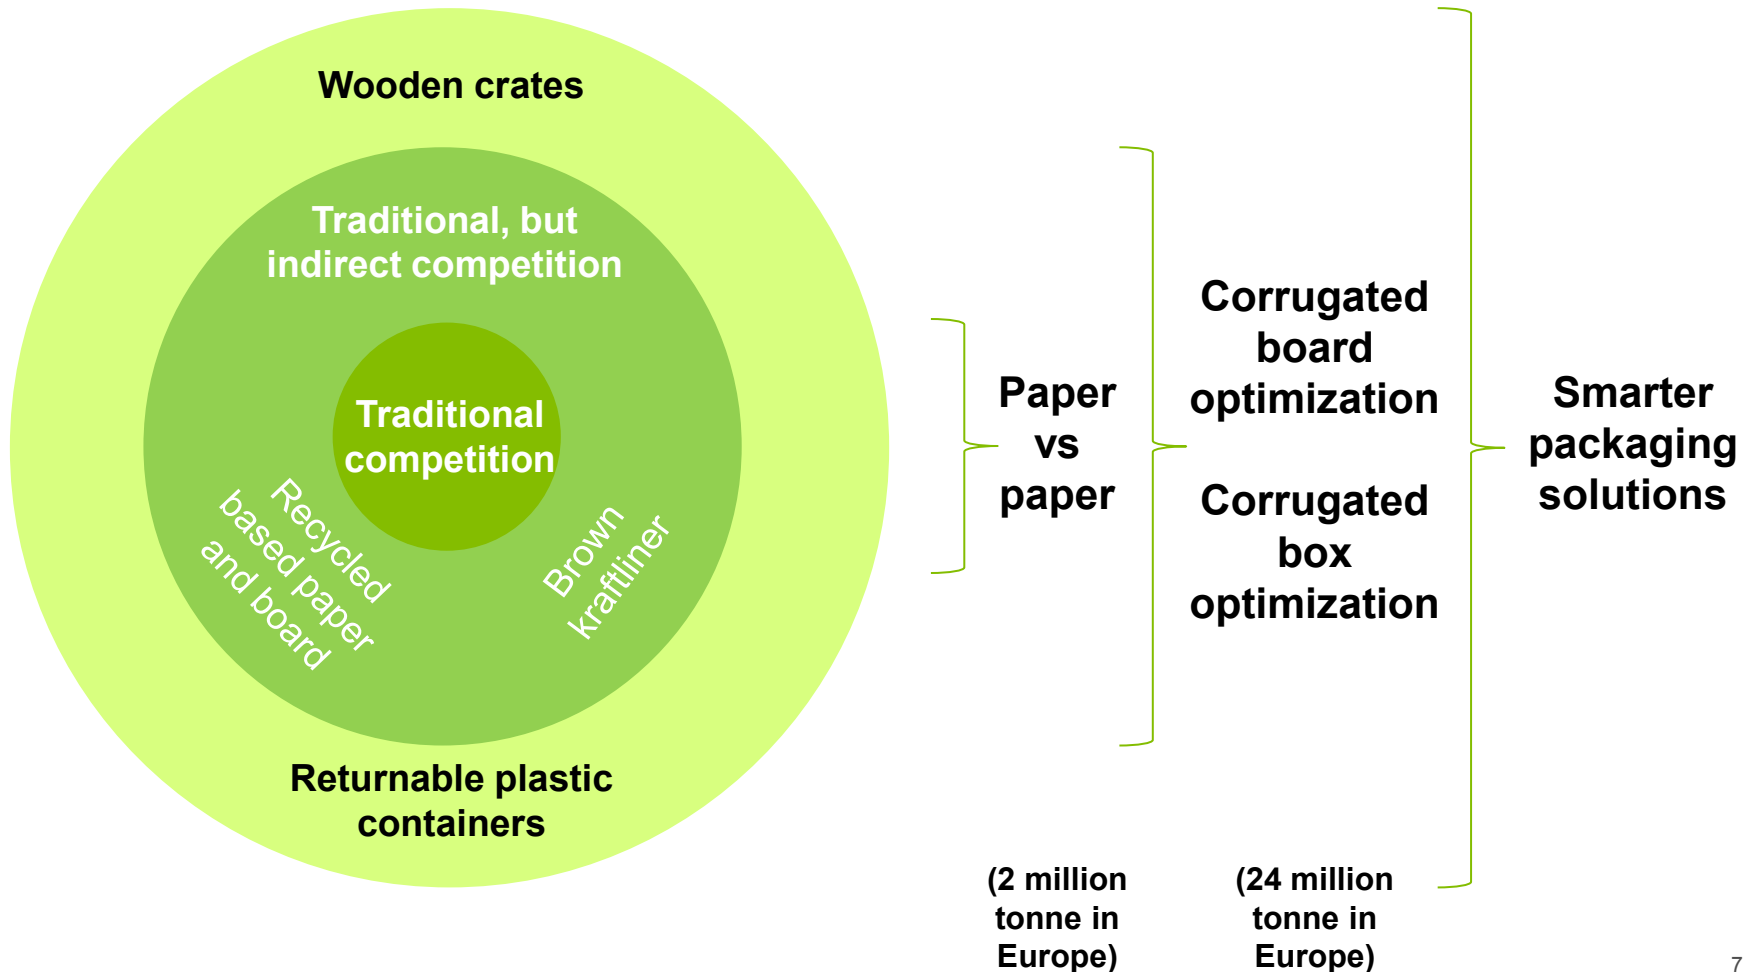 Wooden crates
Traditional, but
indirect competition
Traditional
competition
Recycled
based paper
and board
Brown
kraftliner
Returnable plastic
containers
Paper
vs
paper
(2 million
tonne in
Europe)
Corrugated
board
optimization
Corrugated
box
optimization
(24 million
tonne in
Europe)
Smarter
packaging
solutions
7